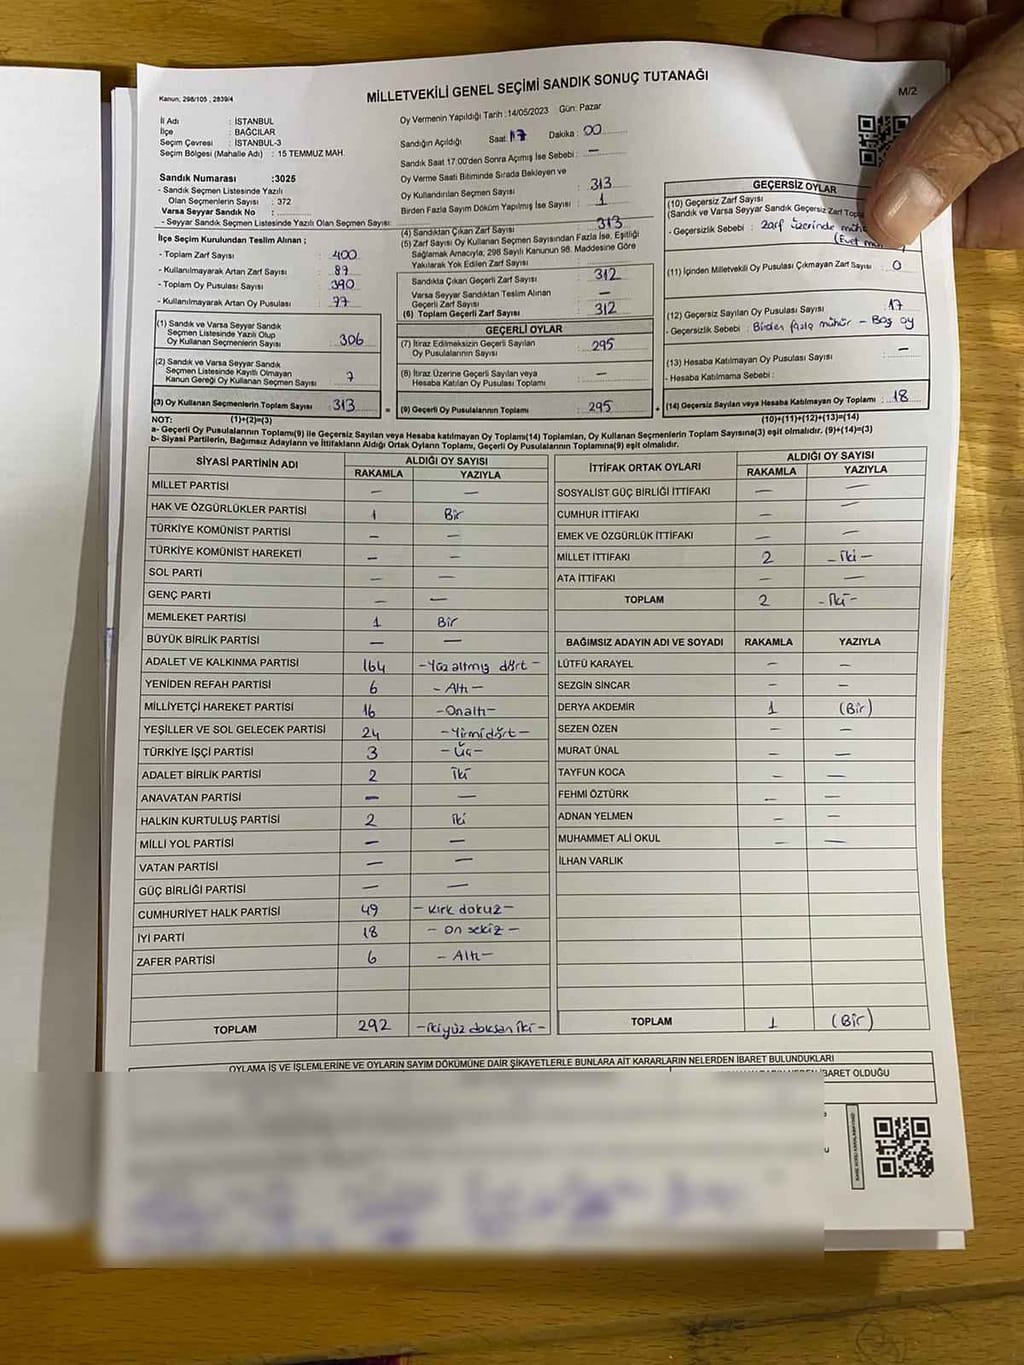 Kanun; 298/105 , 2839/4
MİLLETVEKİLİ GENEL SEÇİMİ SANDIK SONUÇ TUTANAĞI
M/2
İl Adı : İSTANBUL
İlçe : BAĞCILAR
Seçim Çevresi : İSTANBUL-3
Seçim Bölgesi (Mahalle Adı) : 15 TEMMUZ MAH.
Sandık Numarası :3025
- Sandık Seçmen Listesinde Yazılı
Olan Seçmenlerin Sayısı : 372
Varsa Seyyar Sandık No :
- Seyyar Sandık Seçmen Listesinde Yazılı Olan Seçmen Sayısı:
İlçe Seçim Kurulundan Teslim Alınan ;
- Toplam Zarf Sayısı : 400
- Kullanılmayarak Artan Zarf Sayısı : 87
- Toplam Oy Pusulası Sayısı : 390
- Kullanılmayarak Artan Oy Pusulası : 77
(1) Sandık ve Varsa Seyyar Sandık
Seçmen Listesinde Yazılı Olup
Oy Kullanan Seçmenlerin Sayısı : 306
(2) Sandık ve Varsa Seyyar Sandık
Seçmen Listesinde Kayıtlı Olmayan
Kanun Gereği Oy Kullanan Seçmen Sayısı : 7
(3) Oy Kullanan Seçmenlerin Toplam Sayısı : 313
Oy Vermenin Yapıldığı Tarih :14/05/2023 Gün: Pazar
Sandığın Açıldığı Saat: 17 Dakika : 00
Sandık Saat 17:00'den Sonra Açımış İse Sebebi : —
Oy Verme Saati Bitiminde Sırada Bekleyen ve
Oy Kullandırılan Seçmen Sayısı : 313
Birden Fazla Sayım Döküm Yapılmış İse Sayısı : 1
(4) Sandıktan Çıkan Zarf Sayısı : 313
(5) Zarf Sayısı Oy Kullanan Seçmen Sayısından Fazla İse, Eşitliği
Sağlamak Amacıyla; 298 Sayılı Kanunun 98. Maddesine Göre
Yakılarak Yok Edilen Zarf Sayısı :
Sandıkta Çıkan Geçerli Zarf Sayısı : 312
Varsa Seyyar Sandıktan Teslim Alınan
Geçerli Zarf Sayısı : —
(6) Toplam Geçerli Zarf Sayısı : 312
GEÇERLİ OYLAR
(7) İtiraz Edilmeksizin Geçerli Sayılan
Oy Pusulalarının Sayısı : 295
(8) İtiraz Üzerine Geçerli Sayılan veya
Hesaba Katılan Oy Pusulası Toplamı : —
= (9) Geçerli Oy Pusulalarının Toplamı : 295 +
GEÇERSİZ OYLAR
(10) Geçersiz Zarf Sayısı
(Sandık ve Varsa Seyyar Sandık Geçersiz Zarf
- Geçersizlik Sebebi : zarf üzerinde
(Evet
(11) İçinden Milletvekili Oy Pusulası Çıkmayan Zarf Sayısı : 0
(12) Geçersiz Sayılan Oy Pusulası Sayısı : 17
- Geçersizlik Sebebi : Birden fazla mühür - Boş oy
(13) Hesaba Katılmayan Oy Pusulası Sayısı : —
- Hesaba Katılmama Sebebi :
(14) Geçersiz Sayılan veya Hesaba Katılmayan Oy Toplamı : 18
NOT: (1)+(2)=(3) (10)+(11)+(12)+(13)=(14)
a- Geçerli Oy Pusulalarının Toplamı(9) ile Geçersiz Sayılan veya Hesaba katılmayan Oy Toplamı(14) Toplamları, Oy Kullanan Seçmenlerin Toplam Sayısına(3) eşit olmalıdır. (9)+(14)=(3)
b- Siyasi Partilerin, Bağımsız Adayların ve İttifakların Aldığı Ortak Oyların Toplamı, Geçerli Oy Pusulalarının Toplamına(9) eşit olmalıdır.
SİYASİ PARTİNİN ADI ALDIĞI OY SAYISI
RAKAMLA YAZIYLA
MİLLET PARTİSİ — —
HAK VE ÖZGÜRLÜKLER PARTİSİ 1 Bir
TÜRKİYE KOMÜNİST PARTİSİ — —
TÜRKİYE KOMÜNİST HAREKETİ — —
SOL PARTİ — —
GENÇ PARTİ — —
MEMLEKET PARTİSİ 1 Bir
BÜYÜK BİRLİK PARTİSİ — —
ADALET VE KALKINMA PARTİSİ 164 -Yüz altmış dört-
YENİDEN REFAH PARTİSİ 6 -Altı-
MİLLİYETÇİ HAREKET PARTİSİ 16 -Onaltı-
YEŞİLLER VE SOL GELECEK PARTİSİ 24 -Yirmidört-
TÜRKİYE İŞÇİ PARTİSİ 3 -Üç-
ADALET BİRLİK PARTİSİ 2 İki
ANAVATAN PARTİSİ — —
HALKIN KURTULUŞ PARTİSİ 2 İki
MİLLİ YOL PARTİSİ — —
VATAN PARTİSİ — —
GÜÇ BİRLİĞİ PARTİSİ — —
CUMHURİYET HALK PARTİSİ 49 -Kırk dokuz-
İYİ PARTİ 18 -On sekiz-
ZAFER PARTİSİ 6 -Altı-
TOPLAM 292 -ikiyüz doksan iki-
İTTİFAK ORTAK OYLARI ALDIĞI OY SAYISI
RAKAMLA YAZIYLA
SOSYALİST GÜÇ BİRLİĞİ İTTİFAKI — —
CUMHUR İTTİFAKI — —
EMEK VE ÖZGÜRLÜK İTTİFAKI — —
MİLLET İTTİFAKI 2 -İki-
ATA İTTİFAKI — —
TOPLAM 2 -İki-
BAĞIMSIZ ADAYIN ADI VE SOYADI RAKAMLA YAZIYLA
LÜTFÜ KARAYEL — —
SEZGİN SİNCAR — —
DERYA AKDEMİR 1 (Bir)
SEZEN ÖZEN — —
MURAT ÜNAL — —
TAYFUN KOCA — —
FEHMİ ÖZTÜRK — —
ADNAN YELMEN — —
MUHAMMET ALİ OKUL — —
İLHAN VARLIK
TOPLAM 1 (Bir)
OYLAMA İŞ VE İŞLEMLERİNE VE OYLARIN SAYIM DÖKÜMÜNE DAİR ŞİKAYETLERLE BUNLARA AİT KARARLARIN NELERDEN İBARET BULUNDUKLARI
İBARET OLDUĞU